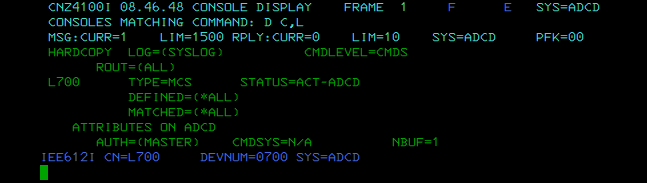 CNZ4100I 08.46.48 CONSOLE DISPLAY FRAME 1 F E SYS=ADCD
CONSOLES MATCHING COMMAND: D C,L
MSG:CURR=1 LIM=1500 RPLY:CURR=0 LIM=10 SYS=ADCD PFK=00
HARDCOPY LOG=(SYSLOG) CMDLEVEL=CMDS
ROUT=(ALL)
L700 TYPE=MCS STATUS=ACT-ADCD
DEFINED=(*ALL)
MATCHED=(*ALL)
ATTRIBUTES ON ADCD
AUTH=(MASTER) CMDSYS=N/A NBUF=1
IEE612I CN=L700 DEVNUM=0700 SYS=ADCD